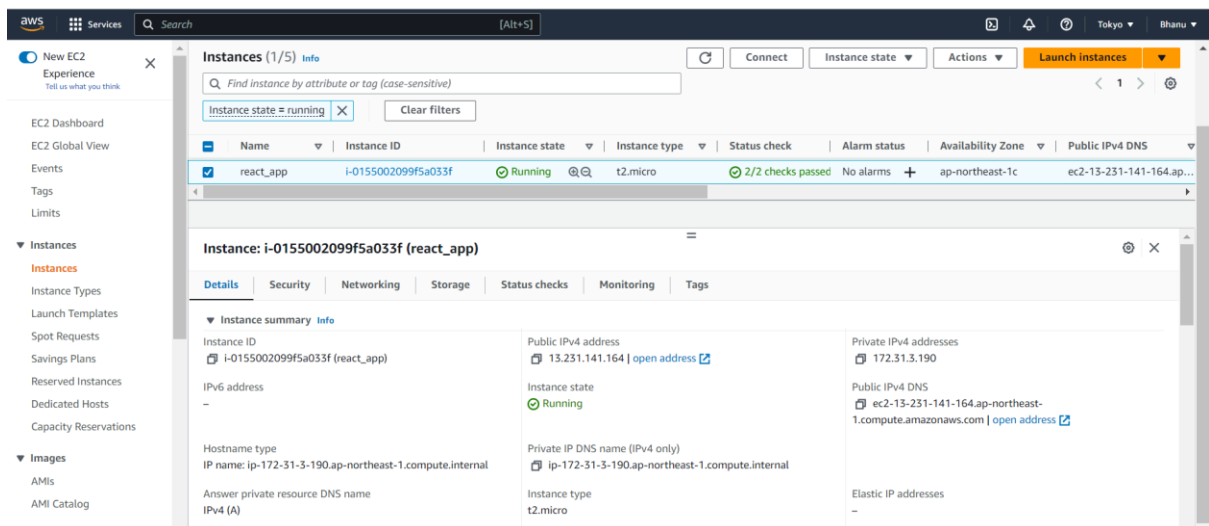 aws Services Search [Alt+S] Tokyo Bhanu
New EC2
Experience
Tell us what you think
EC2 Dashboard
EC2 Global View
Events
Tags
Limits
Instances
Instances
Instance Types
Launch Templates
Spot Requests
Savings Plans
Reserved Instances
Dedicated Hosts
Capacity Reservations
Images
AMIs
AMI Catalog
Instances (1/5) Info Connect Instance state Actions Launch instances
Find instance by attribute or tag (case-sensitive) 1
Instance state = running Clear filters
Name Instance ID Instance state Instance type Status check Alarm status Availability Zone Public IPv4 DNS
react_app i-0155002099f5a033f Running t2.micro 2/2 checks passed No alarms + ap-northeast-1c ec2-13-231-141-164.ap...
Instance: i-0155002099f5a033f (react_app)
Details Security Networking Storage Status checks Monitoring Tags
Instance summary Info
Instance ID Public IPv4 address Private IPv4 addresses
i-0155002099f5a033f (react_app) 13.231.141.164 | open address 172.31.3.190
IPv6 address Instance state Public IPv4 DNS
– Running ec2-13-231-141-164.ap-northeast-
1.compute.amazonaws.com | open address
Hostname type Private IP DNS name (IPv4 only)
IP name: ip-172-31-3-190.ap-northeast-1.compute.internal ip-172-31-3-190.ap-northeast-1.compute.internal
Answer private resource DNS name Instance type Elastic IP addresses
IPv4 (A) t2.micro –